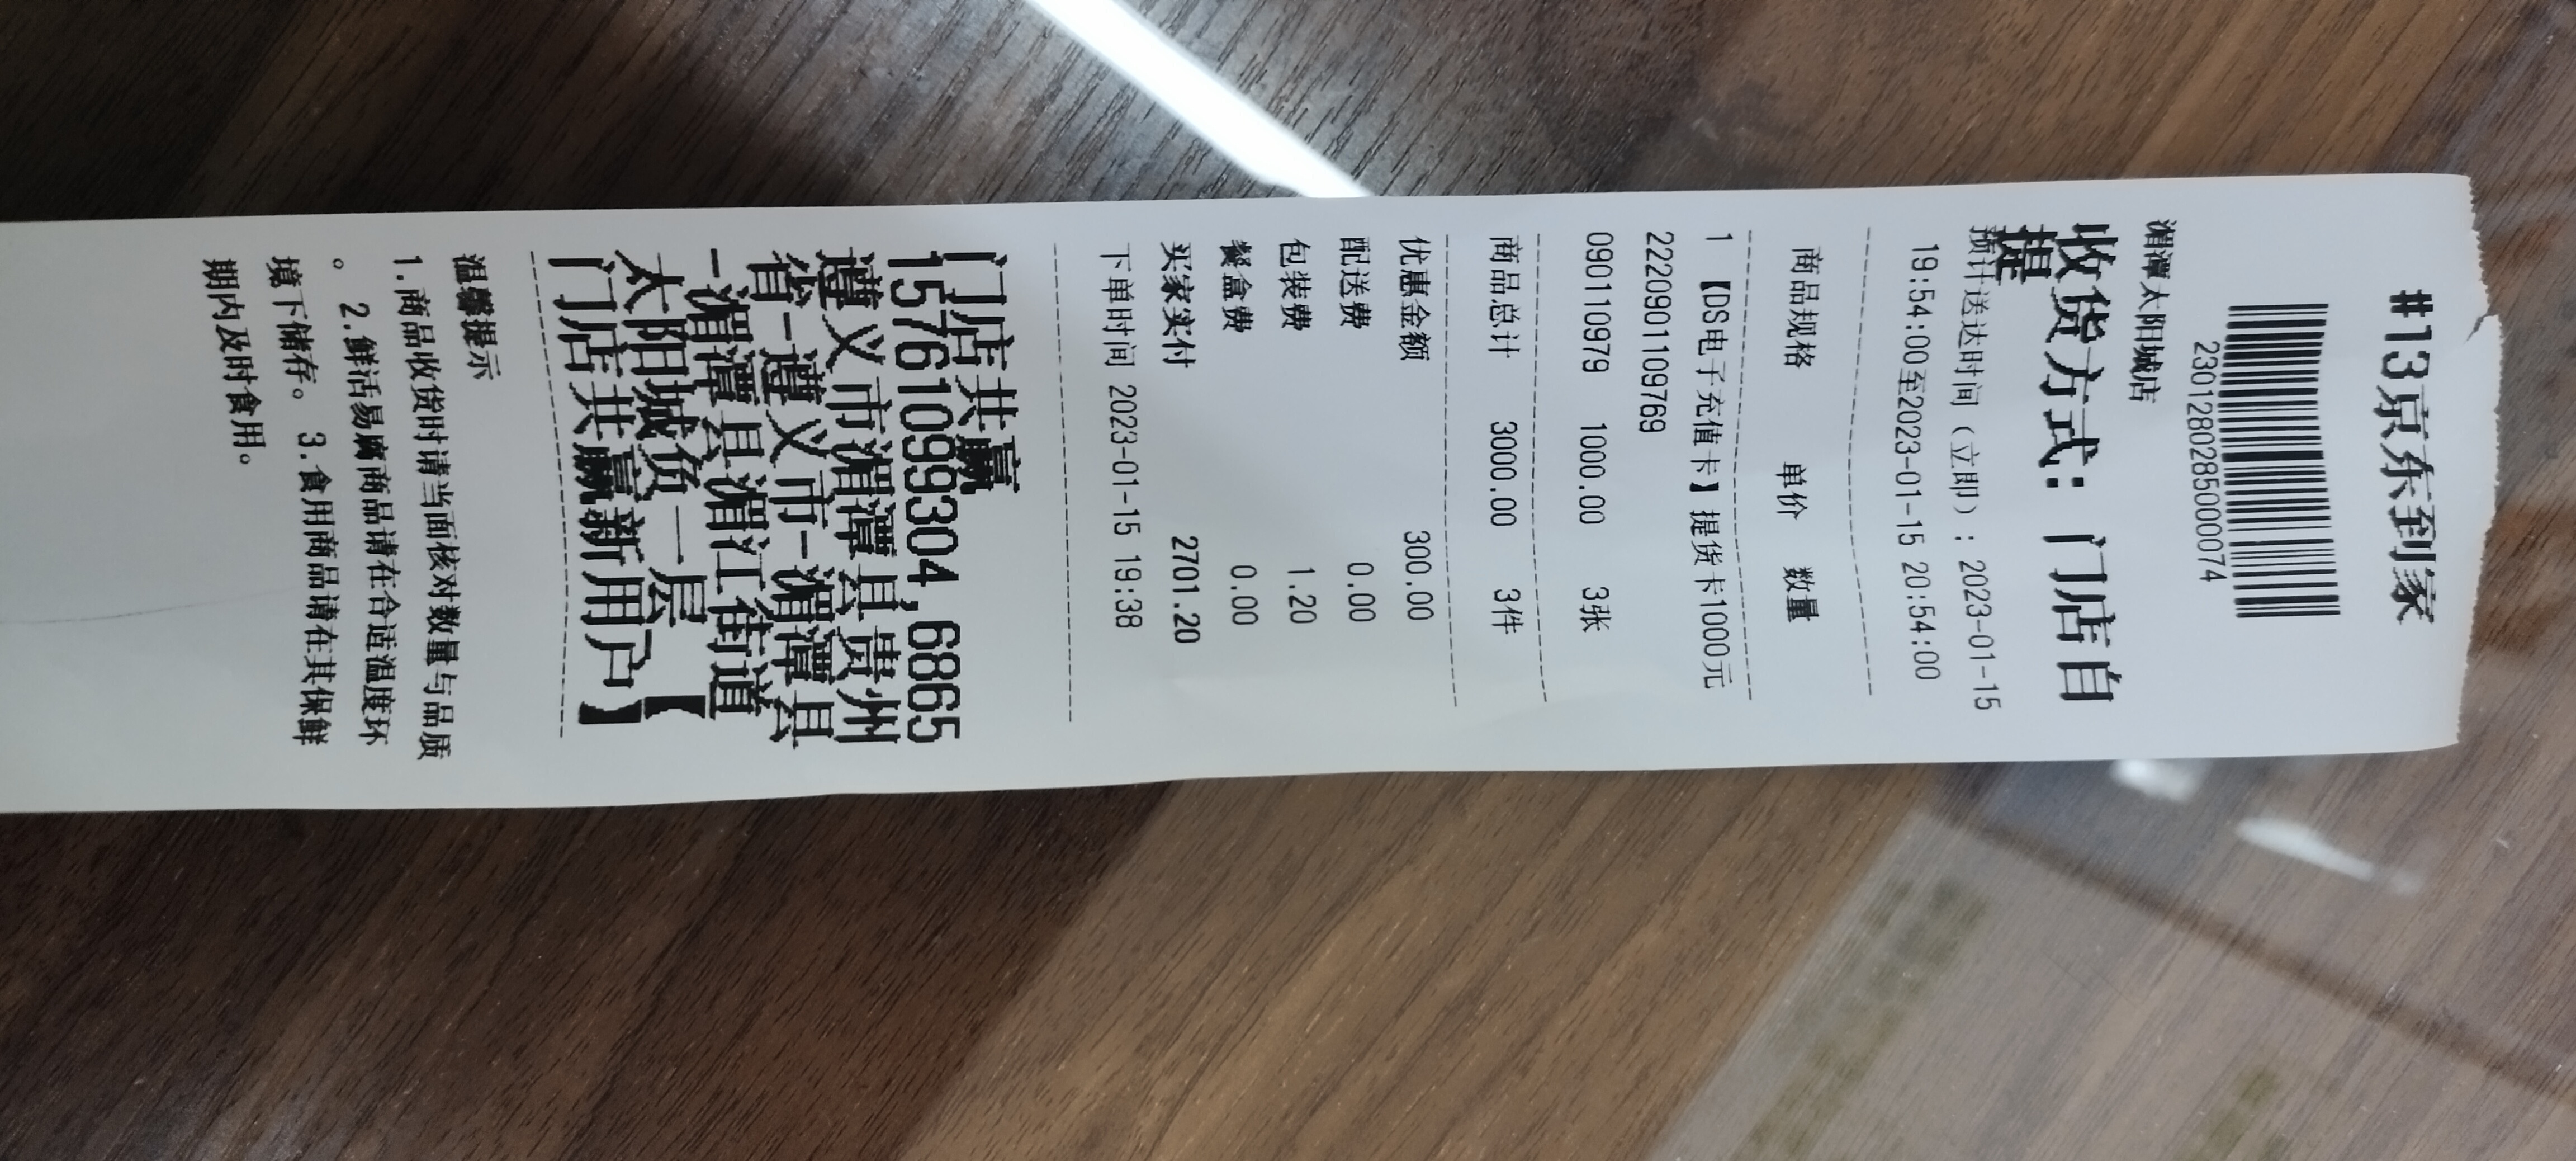 #13京东到家
2301280285000074
湄潭太阳城店
收货方式：门店自
提
预计送达时间（立即）：2023-01-15
19:54:00至2023-01-15 20:54:00
商品规格 单价 数量
1 【DS电子充值卡】提货卡1000元
2220901109769
0901110979 1000.00 3张
商品总计 3000.00 3件
优惠金额 300.00
配送费 0.00
包装费 1.20
餐盒费 0.00
买家实付 2701.20
下单时间 2023-01-15 19:38
门店共赢
15761099304,6865
遵义市湄潭县贵州
省-遵义市-湄潭县
-湄潭县湄江街道
太阳城负一层【
门店共赢新用户】
温馨提示
1.商品收货时请当面核对数量与品质
。 2.鲜活易腐商品请在合适温度环
境下储存。 3.食用商品请在其保鲜
期内及时食用。